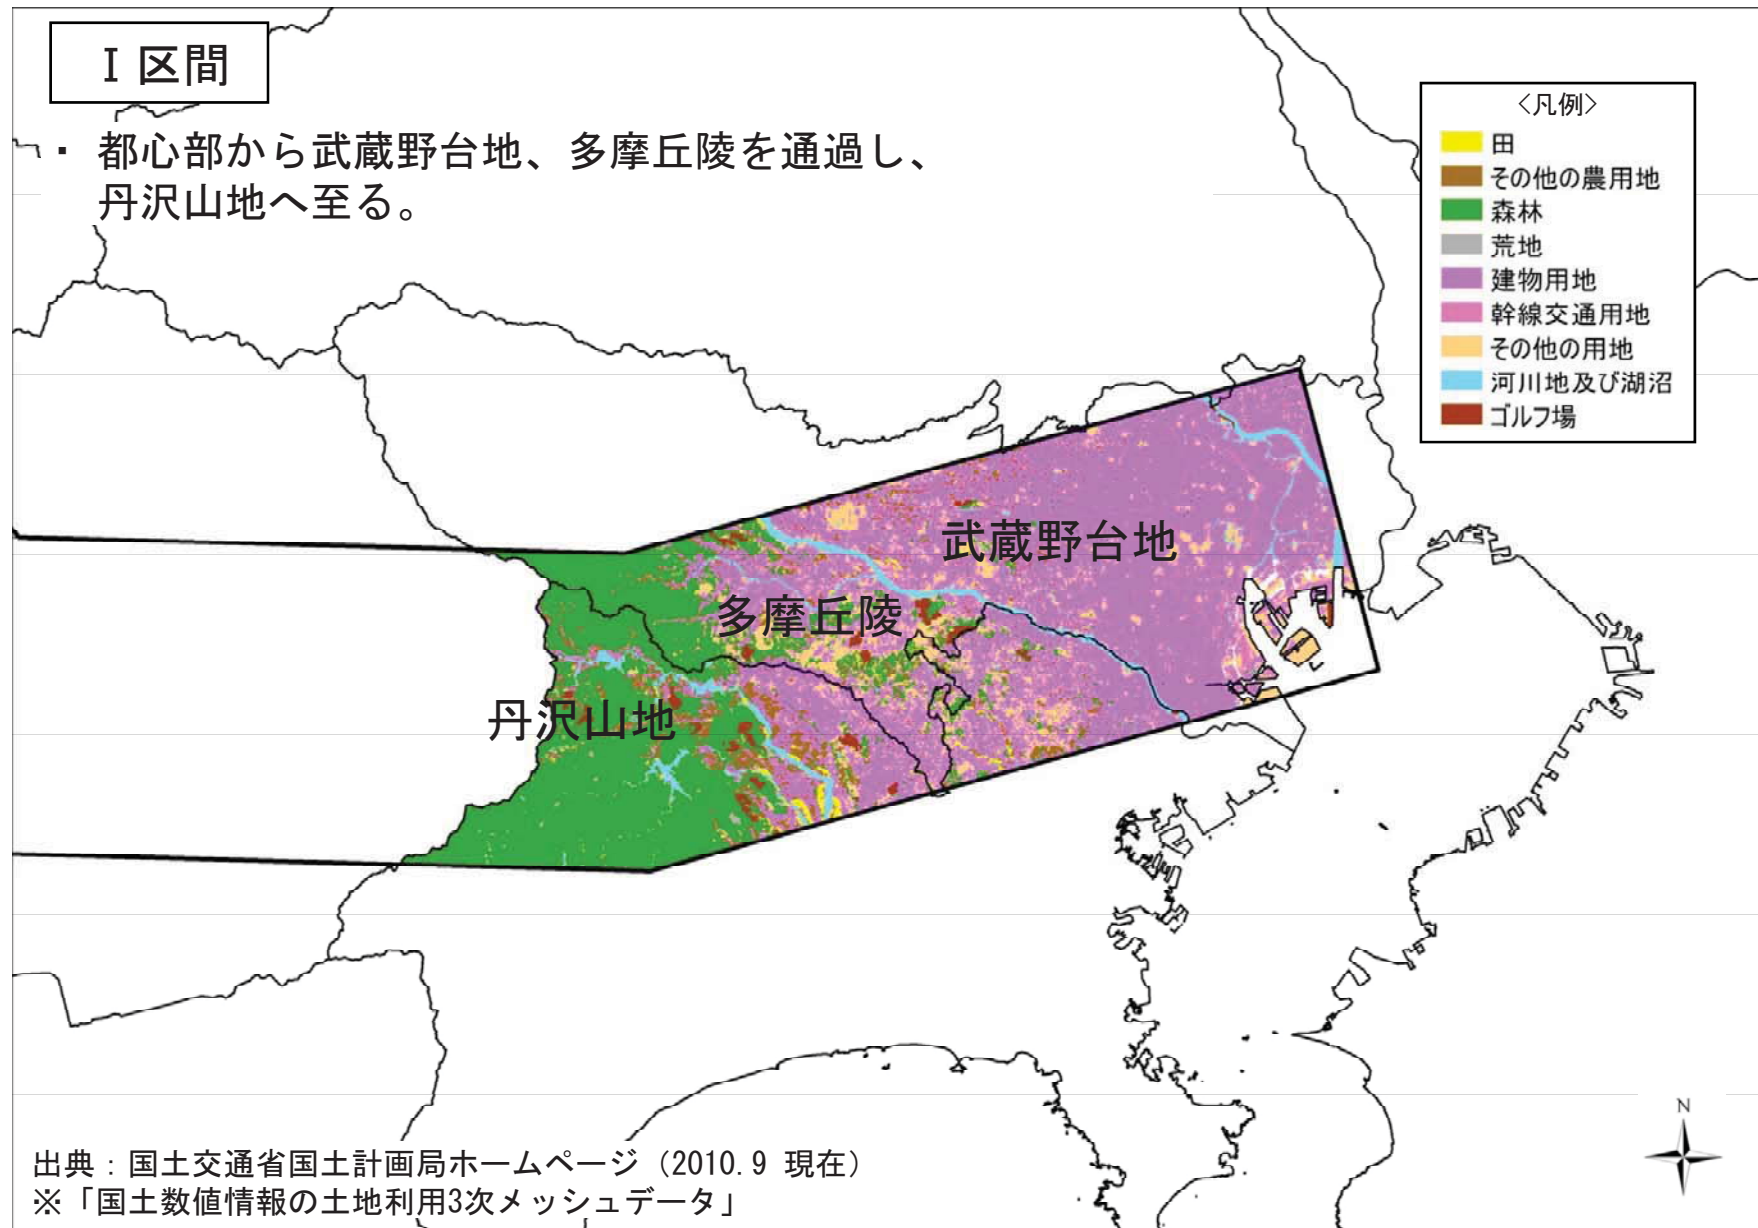 Ⅰ区間
・ 都心部から武蔵野台地、多摩丘陵を通過し、
丹沢山地へ至る。
<凡例>
田
その他の農用地
森林
荒地
建物用地
幹線交通用地
その他の用地
河川地及び湖沼
ゴルフ場
武蔵野台地
多摩丘陵
丹沢山地
N
出典：国土交通省国土計画局ホームページ（2010.9 現在）
※「国土数値情報の土地利用3次メッシュデータ」